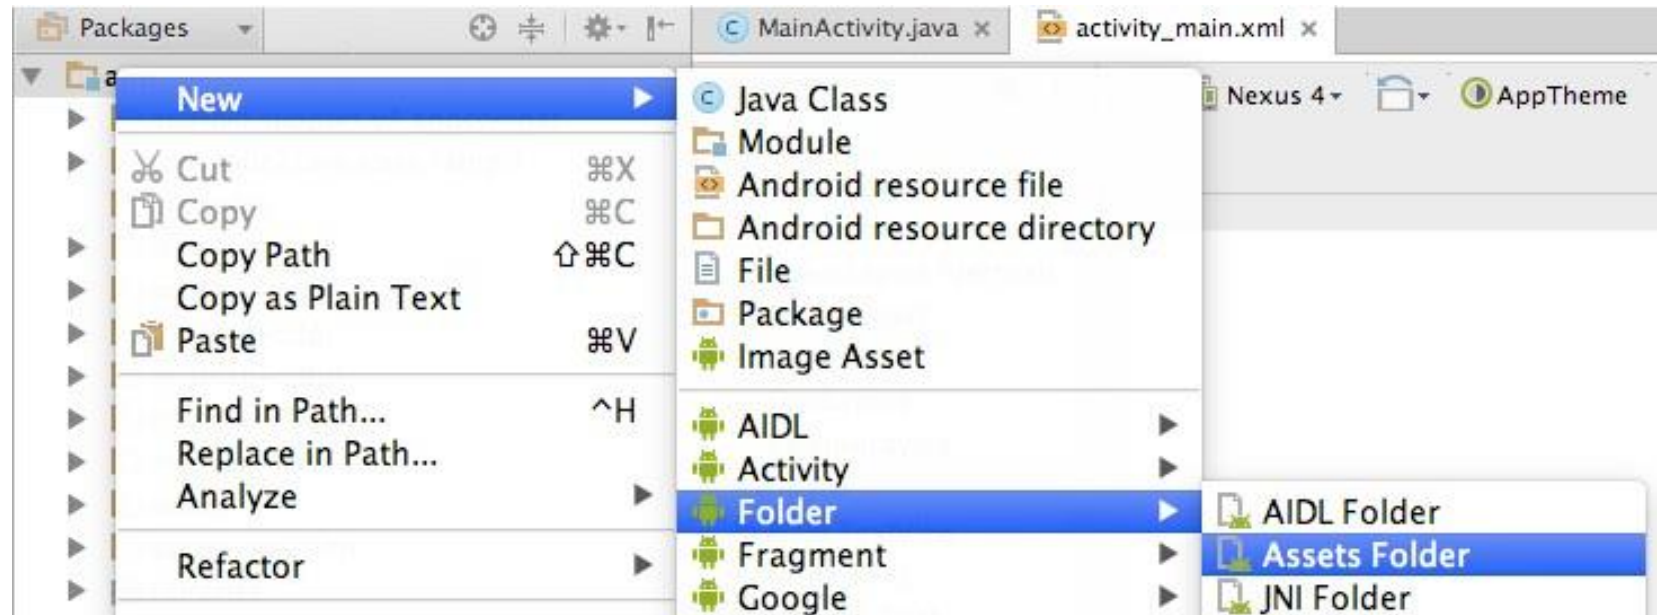 Packages
MainActivity.java
activity_main.xml
a
New
Cut ⌘X
Copy ⌘C
Copy Path ⇧⌘C
Copy as Plain Text
Paste ⌘V
Find in Path... ^H
Replace in Path...
Analyze
Refactor
Java Class
Module
Android resource file
Android resource directory
File
Package
Image Asset
AIDL
Activity
Folder
Fragment
Google
AIDL Folder
Assets Folder
JNI Folder
Nexus 4
AppTheme